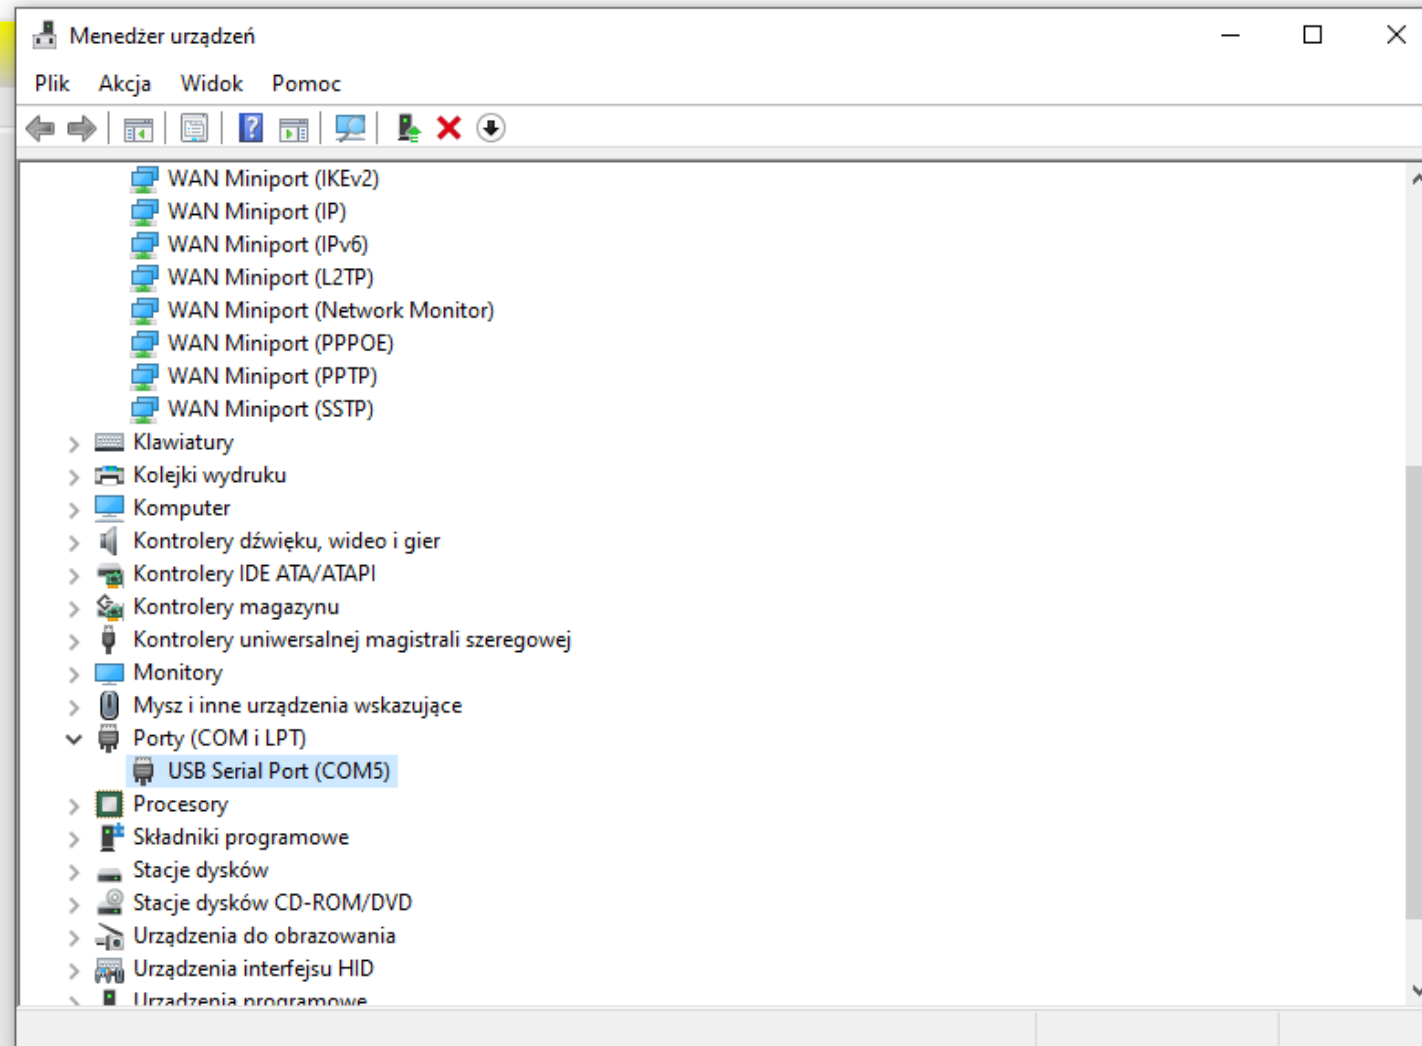 Menedżer urządzeń
Plik Akcja Widok Pomoc
WAN Miniport (IKEv2)
WAN Miniport (IP)
WAN Miniport (IPv6)
WAN Miniport (L2TP)
WAN Miniport (Network Monitor)
WAN Miniport (PPPOE)
WAN Miniport (PPTP)
WAN Miniport (SSTP)
Klawiatury
Kolejki wydruku
Komputer
Kontrolery dźwięku, wideo i gier
Kontrolery IDE ATA/ATAPI
Kontrolery magazynu
Kontrolery uniwersalnej magistrali szeregowej
Monitory
Mysz i inne urządzenia wskazujące
Porty (COM i LPT)
USB Serial Port (COM5)
Procesory
Składniki programowe
Stacje dysków
Stacje dysków CD-ROM/DVD
Urządzenia do obrazowania
Urządzenia interfejsu HID
Urządzenia programowe